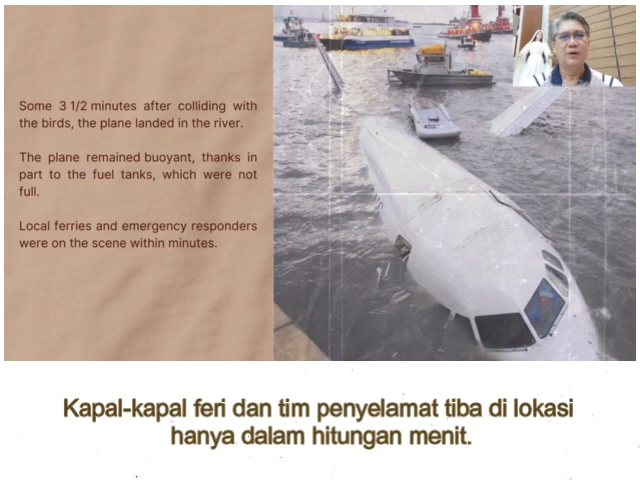 Some 3 1/2 minutes after colliding with
the birds, the plane landed in the river.
The plane remained buoyant, thanks in
part to the fuel tanks, which were not
full.
Local ferries and emergency responders
were on the scene within minutes.
Kapal-kapal feri dan tim penyelamat tiba di lokasi
hanya dalam hitungan menit.